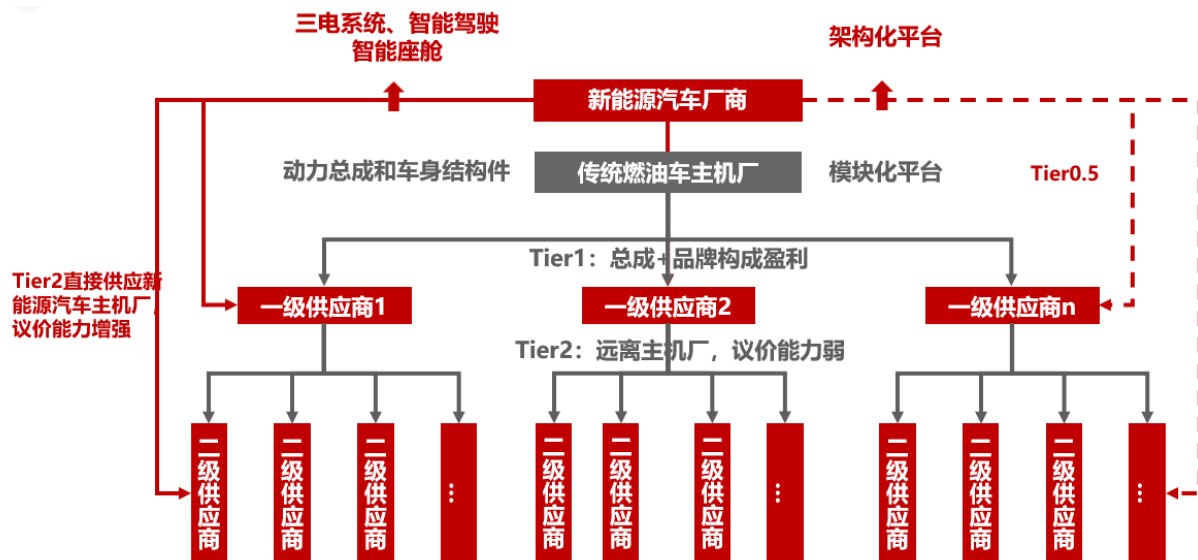 三电系统、智能驾驶
智能座舱
架构化平台
新能源汽车厂商
动力总成和车身结构件
传统燃油车主机厂
模块化平台
Tier0.5
Tier1：总成+品牌构成盈利
Tier2直接供应新
能源汽车主机厂，
议价能力增强
一级供应商1
一级供应商2
一级供应商n
Tier2：远离主机厂，议价能力弱
二级供应商
二级供应商
二级供应商
...
二级供应商
二级供应商
二级供应商
...
二级供应商
二级供应商
二级供应商
...